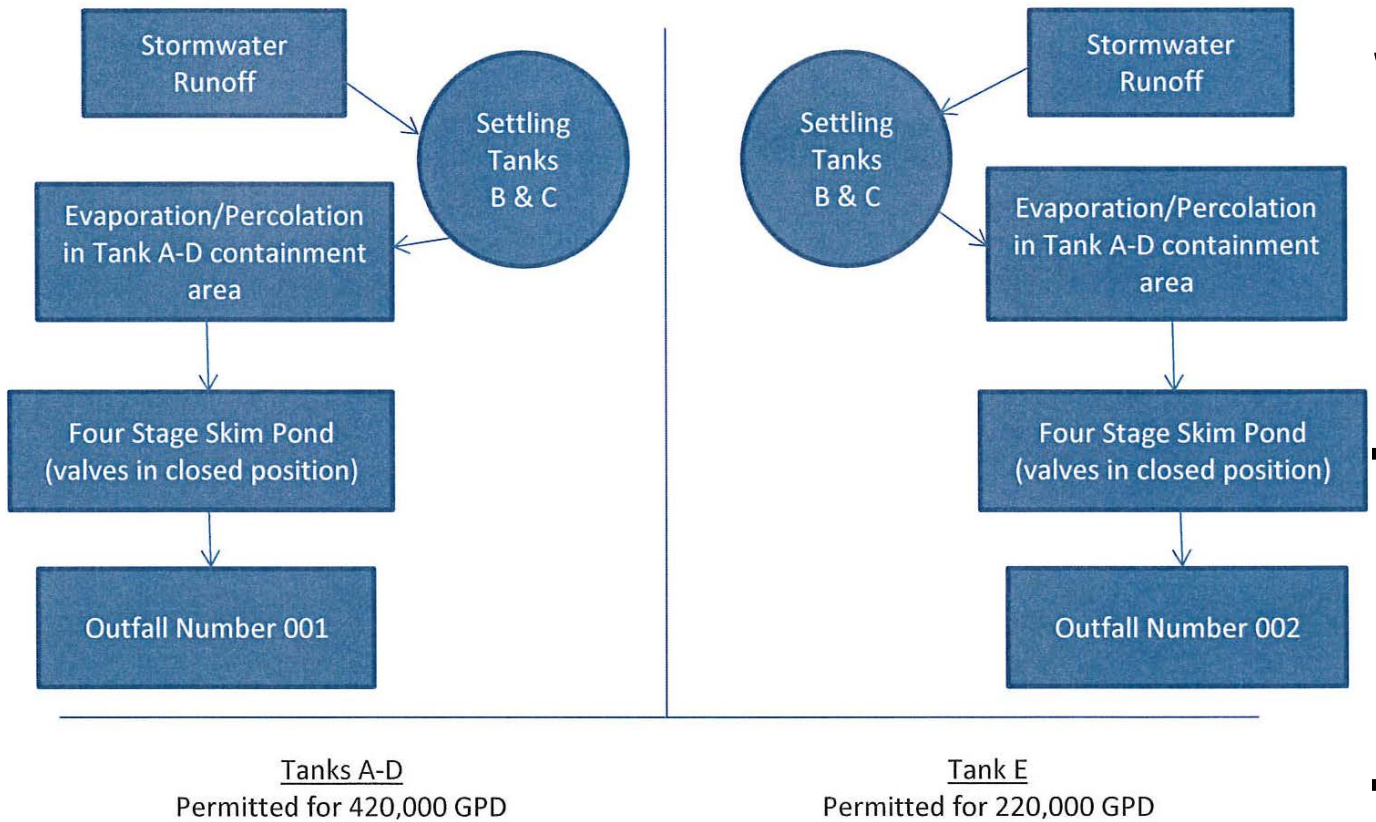 Stormwater
Runoff
Settling
Tanks
B & C
Evaporation/Percolation
in Tank A-D containment
area
Four Stage Skim Pond
(valves in closed position)
Outfall Number 001
Tanks A-D
Permitted for 420,000 GPD
Stormwater
Runoff
Settling
Tanks
B & C
Evaporation/Percolation
in Tank A-D containment
area
Four Stage Skim Pond
(valves in closed position)
Outfall Number 002
Tank E
Permitted for 220,000 GPD